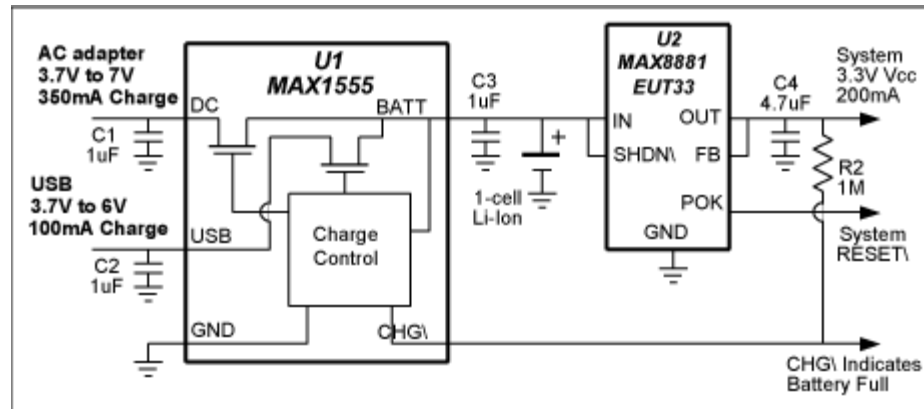 AC adapter
3.7V to 7V
350mA Charge
C1
1uF
USB
3.7V to 6V
100mA Charge
C2
1uF
U1
MAX1555
DC
BATT
USB
Charge
Control
GND
CHG\
C3
1uF
+
1-cell
Li-Ion
U2
MAX8881
EUT33
IN
OUT
SHDN\
FB
POK
GND
C4
4.7uF
System
3.3V Vcc
200mA
R2
1M
System
RESET\
CHG\ Indicates
Battery Full